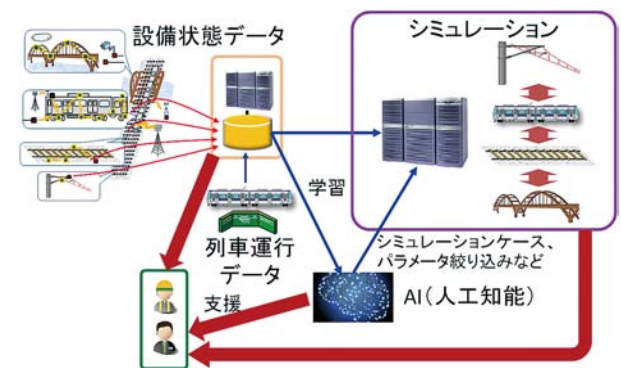 設備状態データ
シミュレーション
学習
列車運行
データ
シミュレーションケース、
パラメータ絞り込みなど
支援
AI(人工知能)